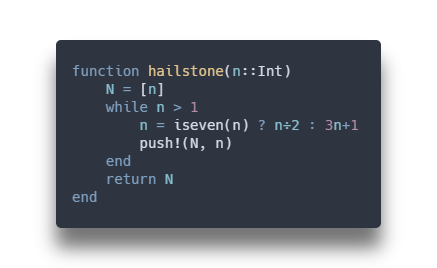 function hailstone(n::Int)
    N = [n]
    while n > 1
        n = iseven(n) ? n÷2 : 3n+1
        push!(N, n)
    end
    return N
end